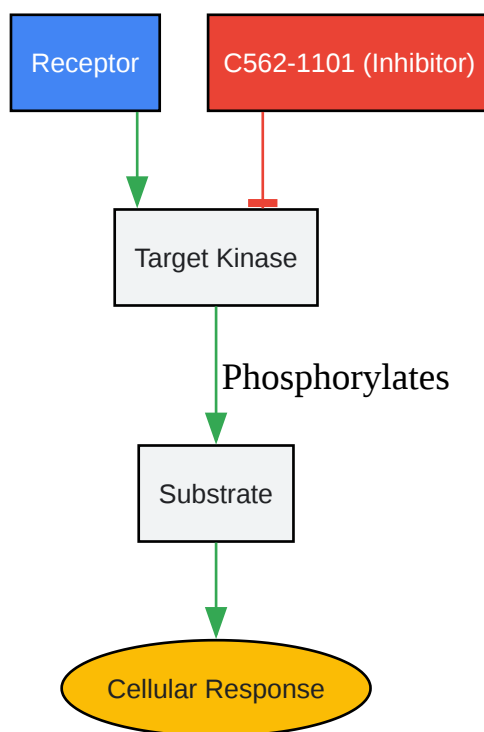 Receptor
C562-1101 (Inhibitor)
Target Kinase
Phosphorylates
Substrate
Cellular Response